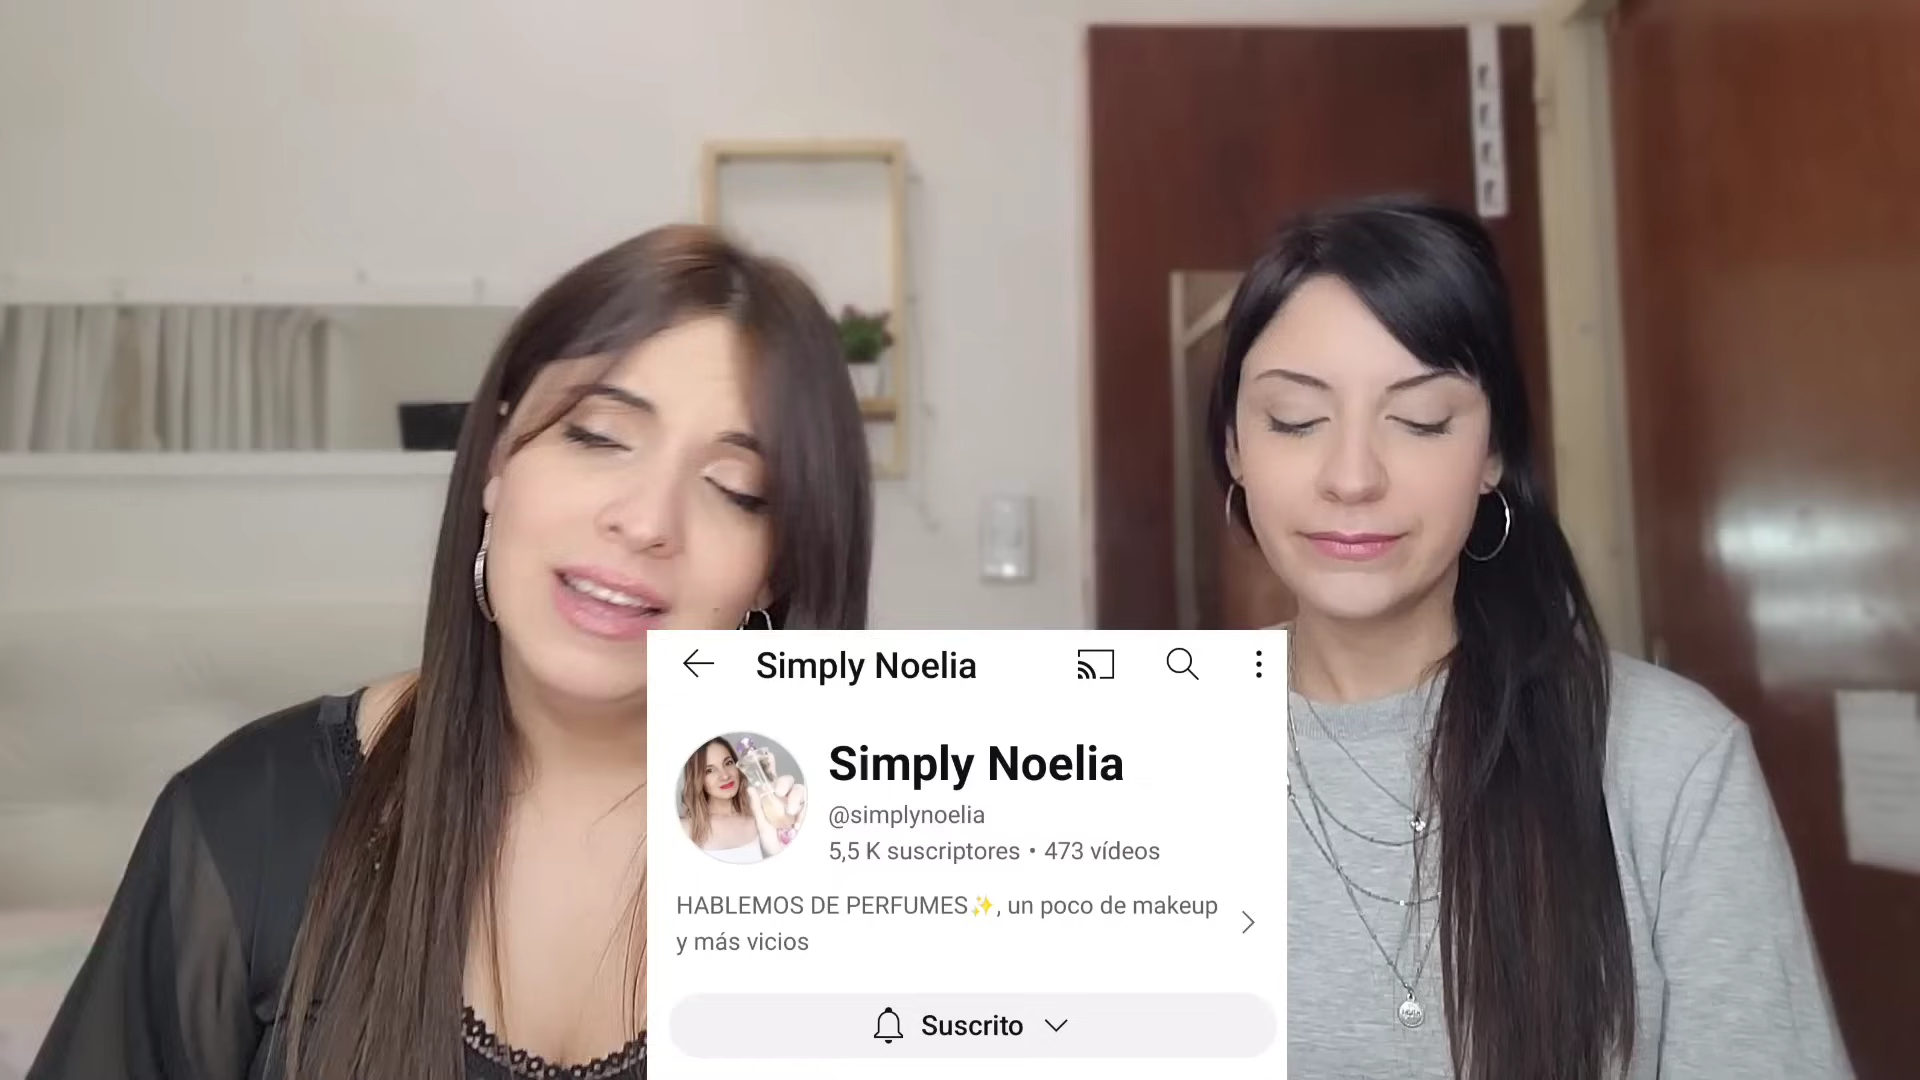 Simply Noelia
Simply Noelia
@simplynoelia
5,5 K suscriptores • 473 vídeos
HABLEMOS DE PERFUMES✨, un poco de makeup
y más vicios
Suscrito